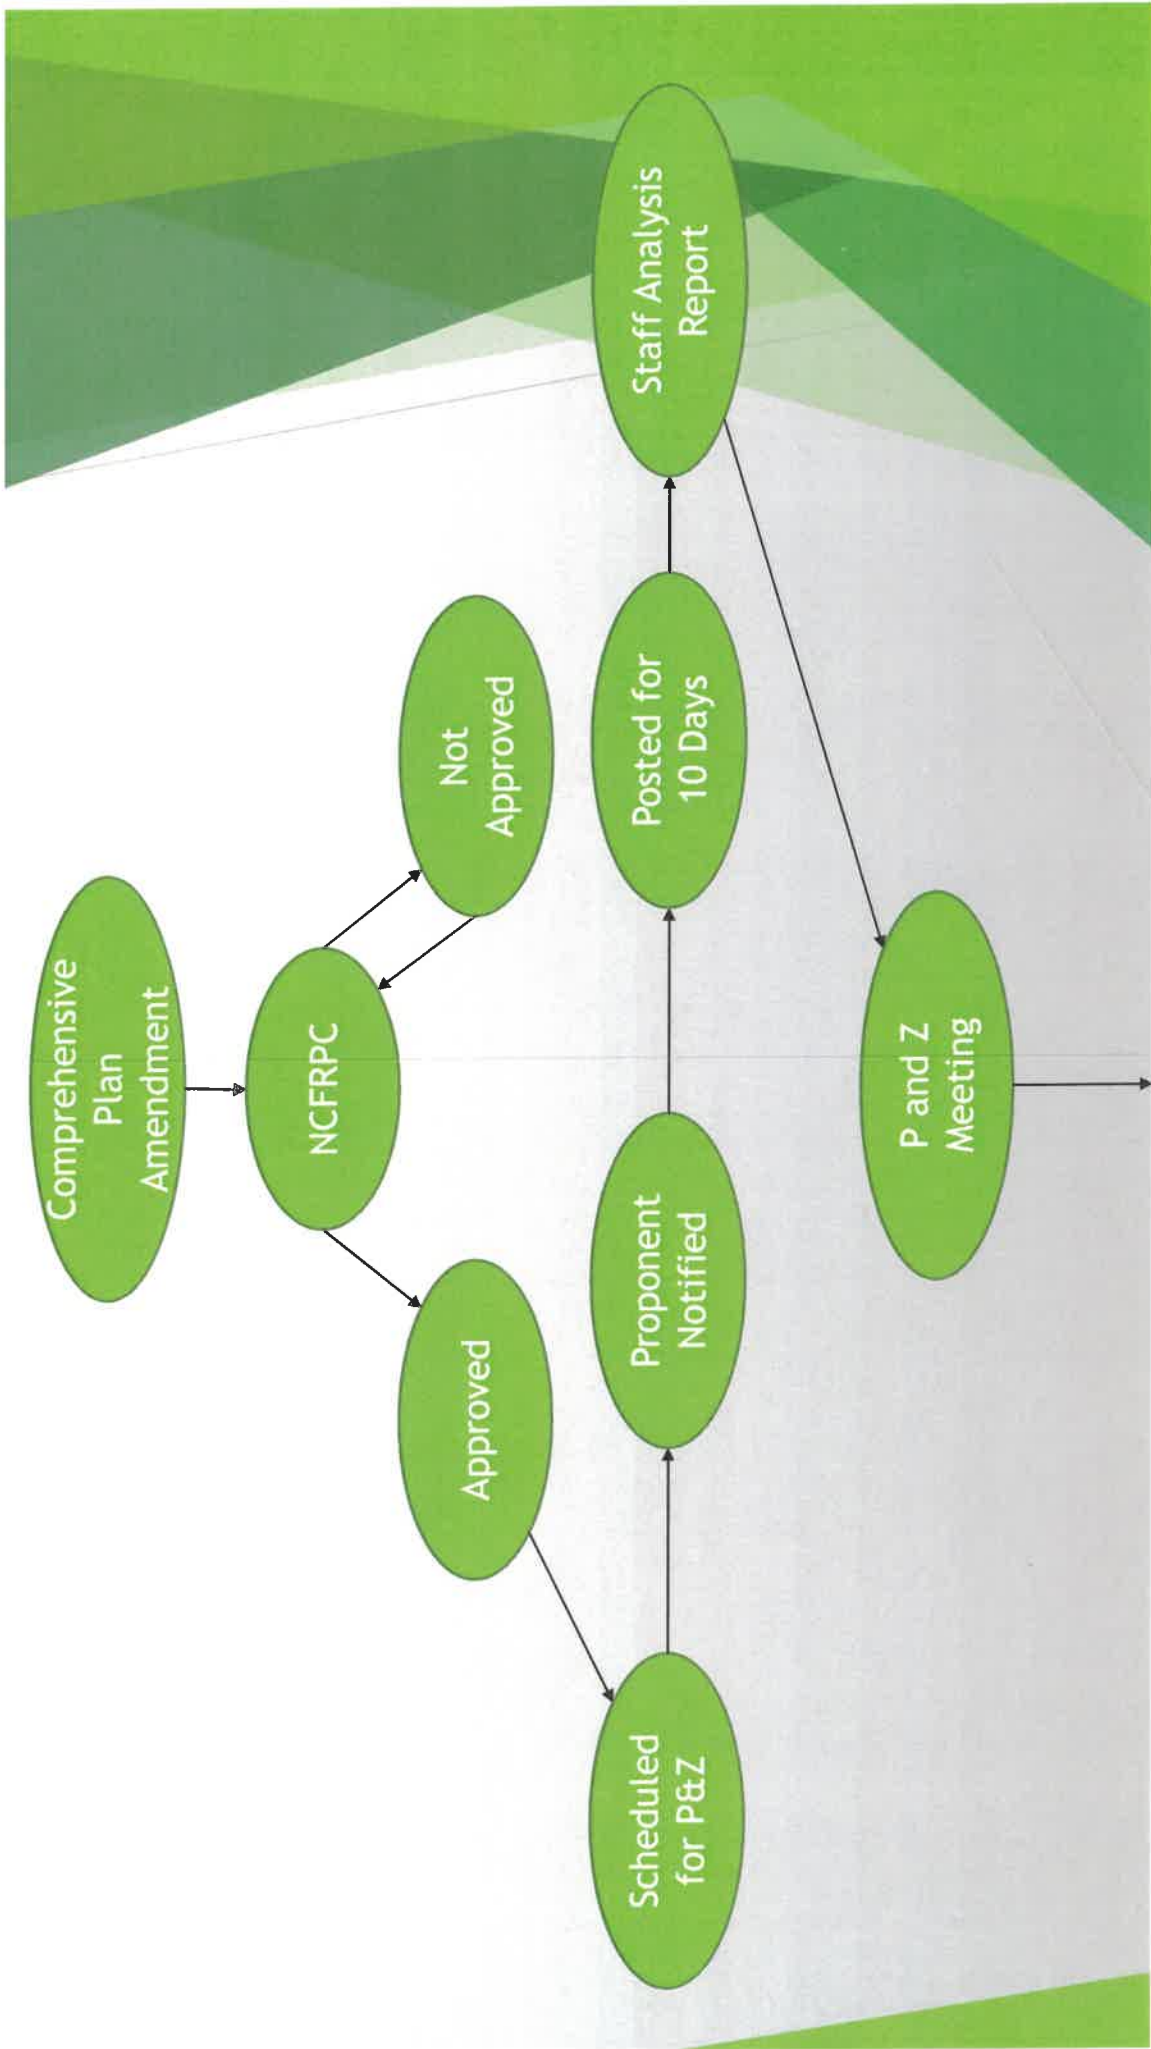 Comprehensive
Plan
Amendment
NCFRPC
Approved
Not
Approved
Scheduled
for P&Z
Proponent
Notified
Posted for
10 Days
Staff Analysis
Report
P and Z
Meeting